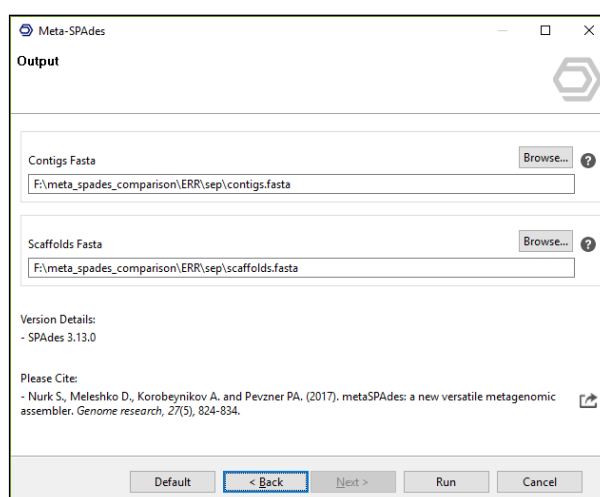 Meta-SPAdes
Output
Contigs Fasta
Browse...
F:\meta_spades_comparison\ERR\sep\contigs.fasta
Scaffolds Fasta
Browse...
F:\meta_spades_comparison\ERR\sep\scaffolds.fasta
Version Details:
- SPAdes 3.13.0
Please Cite:
- Nurk S., Meleshko D., Korobeynikov A. and Pevzner PA. (2017). metaSPAdes: a new versatile metagenomic
assembler. Genome research, 27(5), 824-834.
Default
< Back
Next >
Run
Cancel